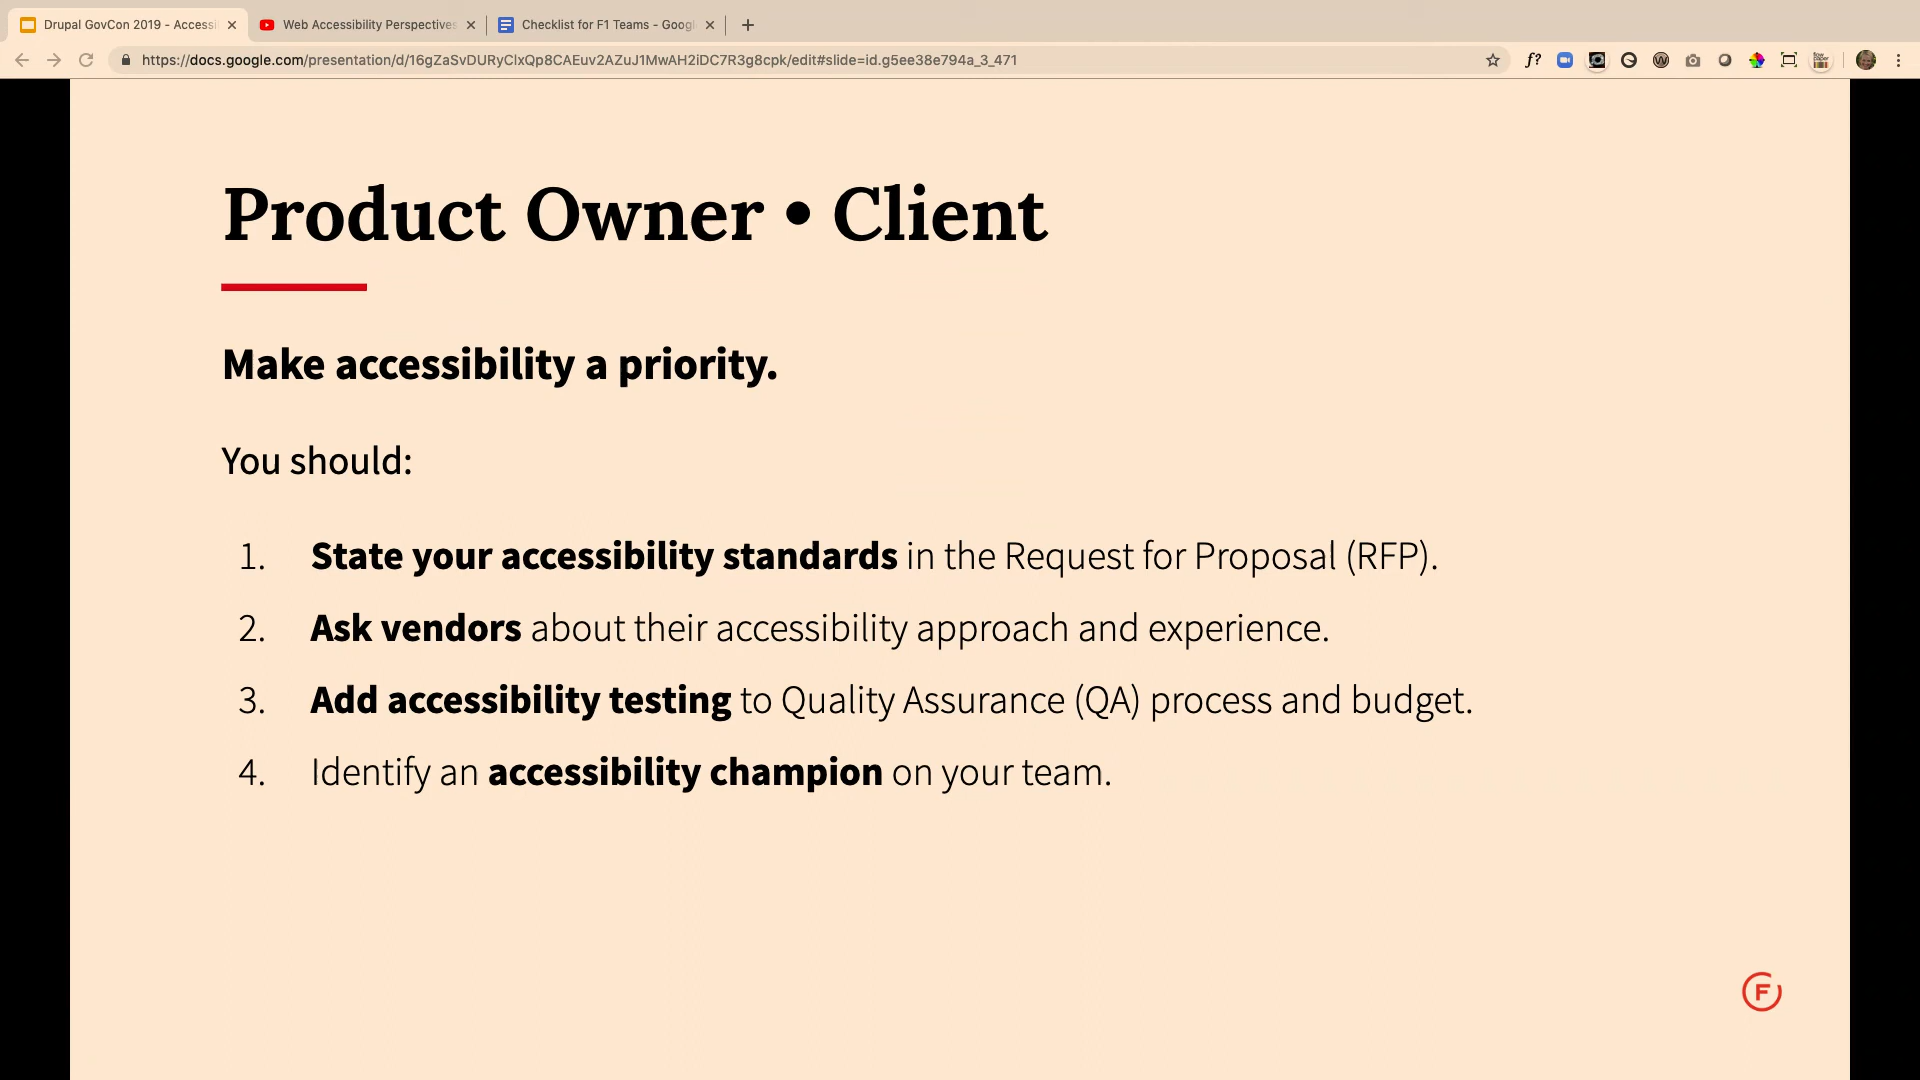 Drupal GovCon 2019 - Accessi
Web Accessibility Perspectives
Checklist for F1 Teams - Googl
https://docs.google.com/presentation/d/16gZaSvDURyClxQp8CAEuv2AZuJ1MwAH2iDC7R3g8cpk/edit#slide=id.g5ee38e794a_3_471
f?
Product Owner • Client
Make accessibility a priority.
You should:
1. State your accessibility standards in the Request for Proposal (RFP).
2. Ask vendors about their accessibility approach and experience.
3. Add accessibility testing to Quality Assurance (QA) process and budget.
4. Identify an accessibility champion on your team.
F